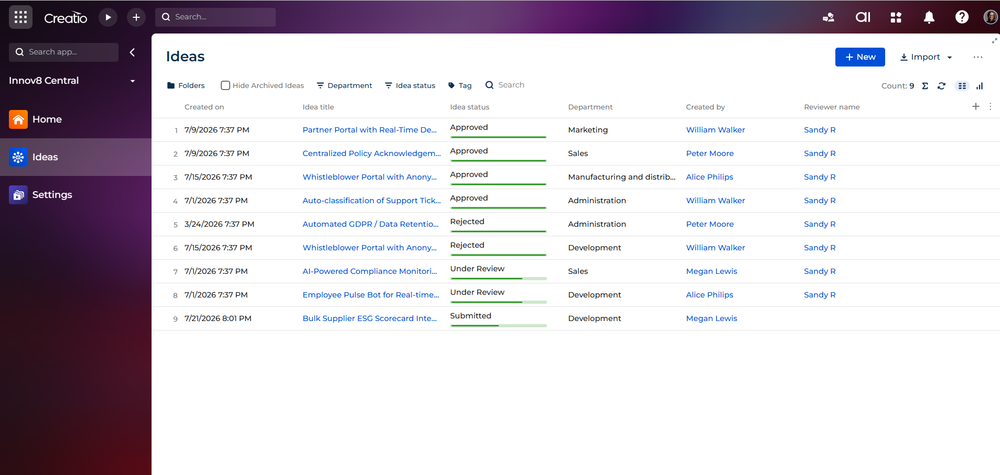 Creatio
Search...
al
Search app...
Innov8 Central
Home
Ideas
Settings
Ideas
New
Import
Folders
Hide Archived Ideas
Department
Idea status
Tag
Search
Count: 9
Created on Idea title Idea status Department Created by Reviewer name
1 7/9/2026 7:37 PM Partner Portal with Real-Time De... Approved Marketing William Walker Sandy R
2 7/9/2026 7:37 PM Centralized Policy Acknowledgem... Approved Sales Peter Moore Sandy R
3 7/15/2026 7:37 PM Whistleblower Portal with Anony... Approved Manufacturing and distrib... Alice Philips Sandy R
4 7/1/2026 7:37 PM Auto-classification of Support Tick... Approved Administration William Walker Sandy R
5 3/24/2026 7:37 PM Automated GDPR / Data Retentio... Rejected Administration Peter Moore Sandy R
6 7/15/2026 7:37 PM Whistleblower Portal with Anony... Rejected Development William Walker Sandy R
7 7/1/2026 7:37 PM AI-Powered Compliance Monitori... Under Review Sales Megan Lewis Sandy R
8 7/1/2026 7:37 PM Employee Pulse Bot for Real-time... Under Review Development Alice Philips Sandy R
9 7/21/2026 8:01 PM Bulk Supplier ESG Scorecard Inte... Submitted Development Megan Lewis